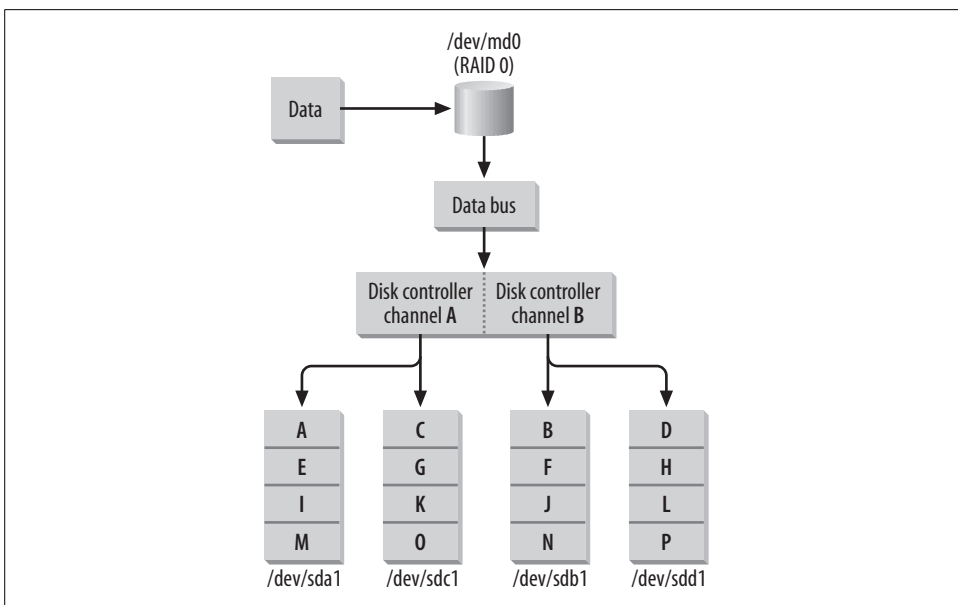 /dev/md0
(RAID 0)
Data
Data bus
Disk controller
channel A
Disk controller
channel B
A
E
I
M
/dev/sda1
C
G
K
O
/dev/sdc1
B
F
J
N
/dev/sdb1
D
H
L
P
/dev/sdd1